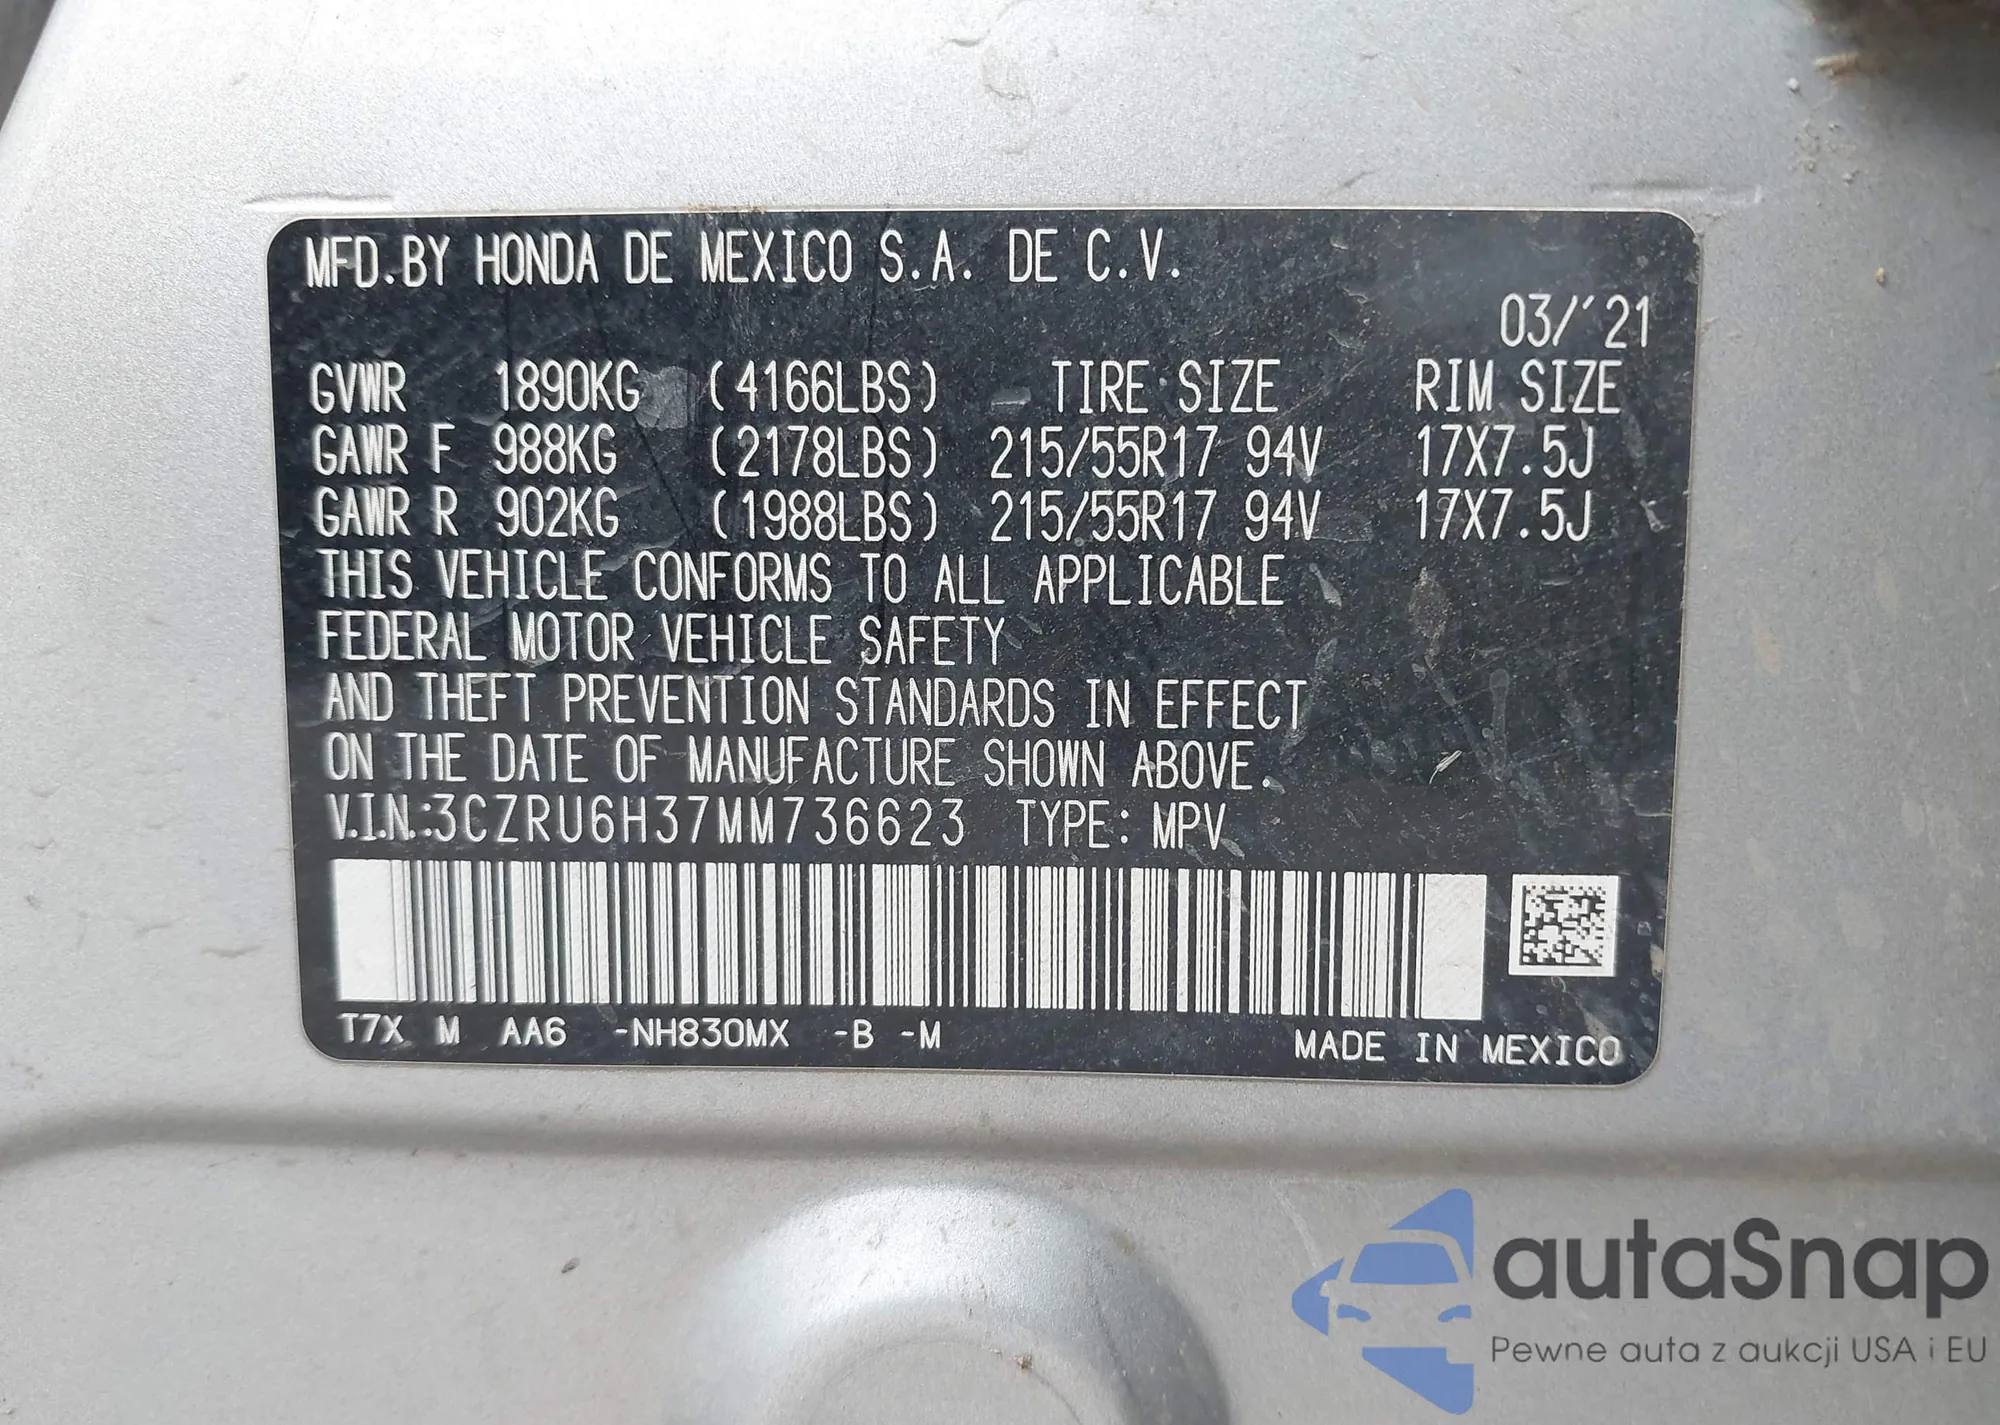 MFD.BY HONDA DE MEXICO S.A. DE C.V.
03/'21
GVWR 1890KG (4166LBS) TIRE SIZE RIM SIZE
GAWR F 988KG (2178LBS) 215/55R17 94V 17X7.5J
GAWR R 902KG (1988LBS) 215/55R17 94V 17X7.5J
THIS VEHICLE CONFORMS TO ALL APPLICABLE
FEDERAL MOTOR VEHICLE SAFETY
AND THEFT PREVENTION STANDARDS IN EFFECT
ON THE DATE OF MANUFACTURE SHOWN ABOVE.
V.I.N.:3CZRU6H37MM736623 TYPE: MPV
T7X M AA6 -NH830MX -B -M
MADE IN MEXICO
autaSnap
Pewne auta z aukcji USA i EU